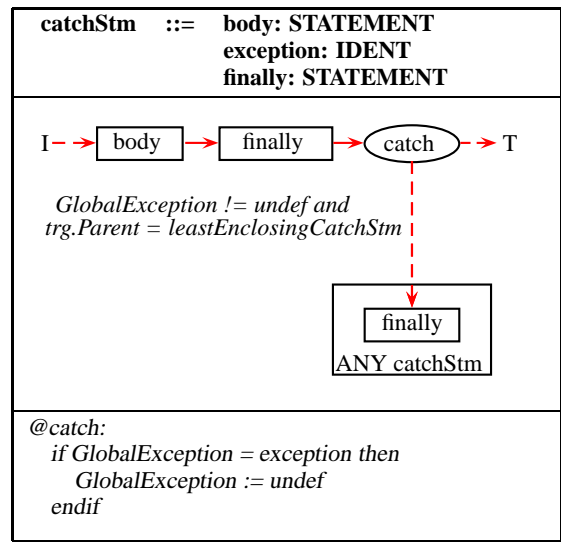 catchStm ::= body: STATEMENT
exception: IDENT
finally: STATEMENT
I body finally catch T
GlobalException != undef and
trg.Parent = leastEnclosingCatchStm
finally
ANY catchStm
@catch:
if GlobalException = exception then
GlobalException := undef
endif